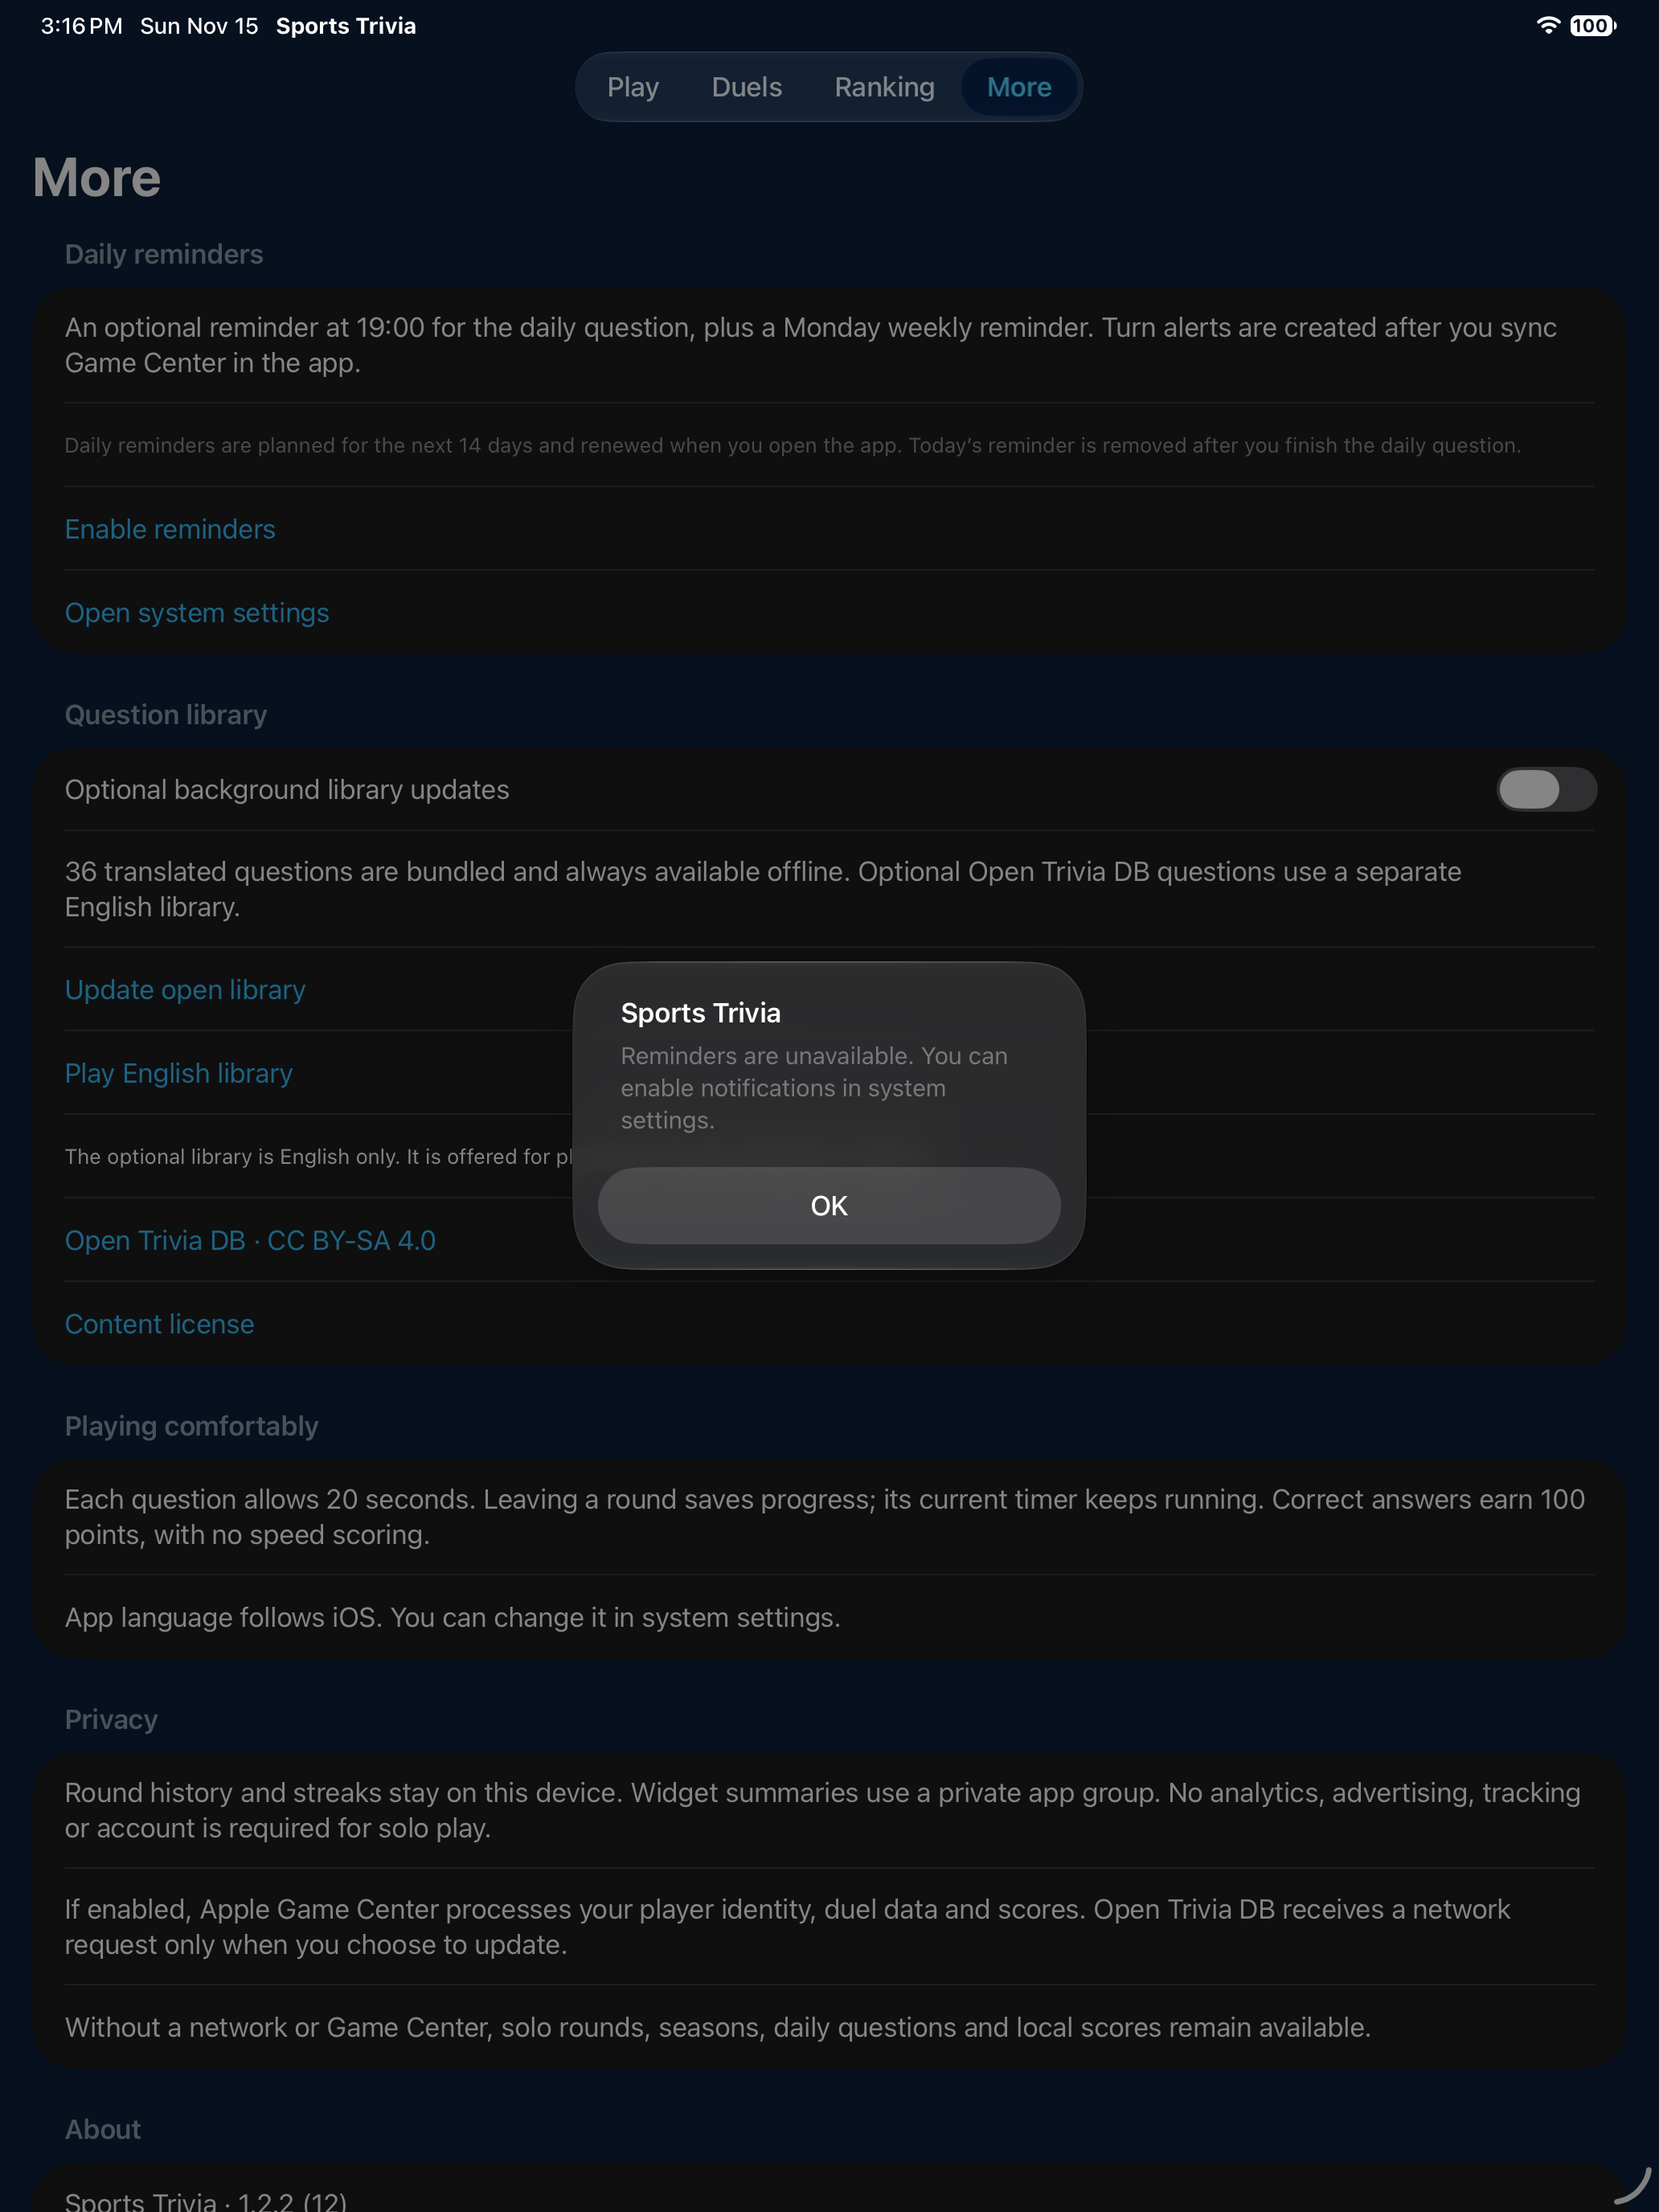 3:16 PM Sun Nov 15 Sports Trivia
100
Play Duels Ranking More
More
Daily reminders
An optional reminder at 19:00 for the daily question, plus a Monday weekly reminder. Turn alerts are created after you sync
Game Center in the app.
Daily reminders are planned for the next 14 days and renewed when you open the app. Today’s reminder is removed after you finish the daily question.
Enable reminders
Open system settings
Question library
Optional background library updates
36 translated questions are bundled and always available offline. Optional Open Trivia DB questions use a separate
English library.
Update open library
Play English library
The optional library is English only. It is offered for
Open Trivia DB · CC BY-SA 4.0
Content license
Sports Trivia
Reminders are unavailable. You can
enable notifications in system
settings.
OK
Playing comfortably
Each question allows 20 seconds. Leaving a round saves progress; its current timer keeps running. Correct answers earn 100
points, with no speed scoring.
App language follows iOS. You can change it in system settings.
Privacy
Round history and streaks stay on this device. Widget summaries use a private app group. No analytics, advertising, tracking
or account is required for solo play.
If enabled, Apple Game Center processes your player identity, duel data and scores. Open Trivia DB receives a network
request only when you choose to update.
Without a network or Game Center, solo rounds, seasons, daily questions and local scores remain available.
About
Sports Trivia · 1.2.2 (12)